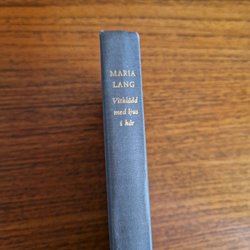 MARIA
LANG
Vitklädd
med ljus
i hår